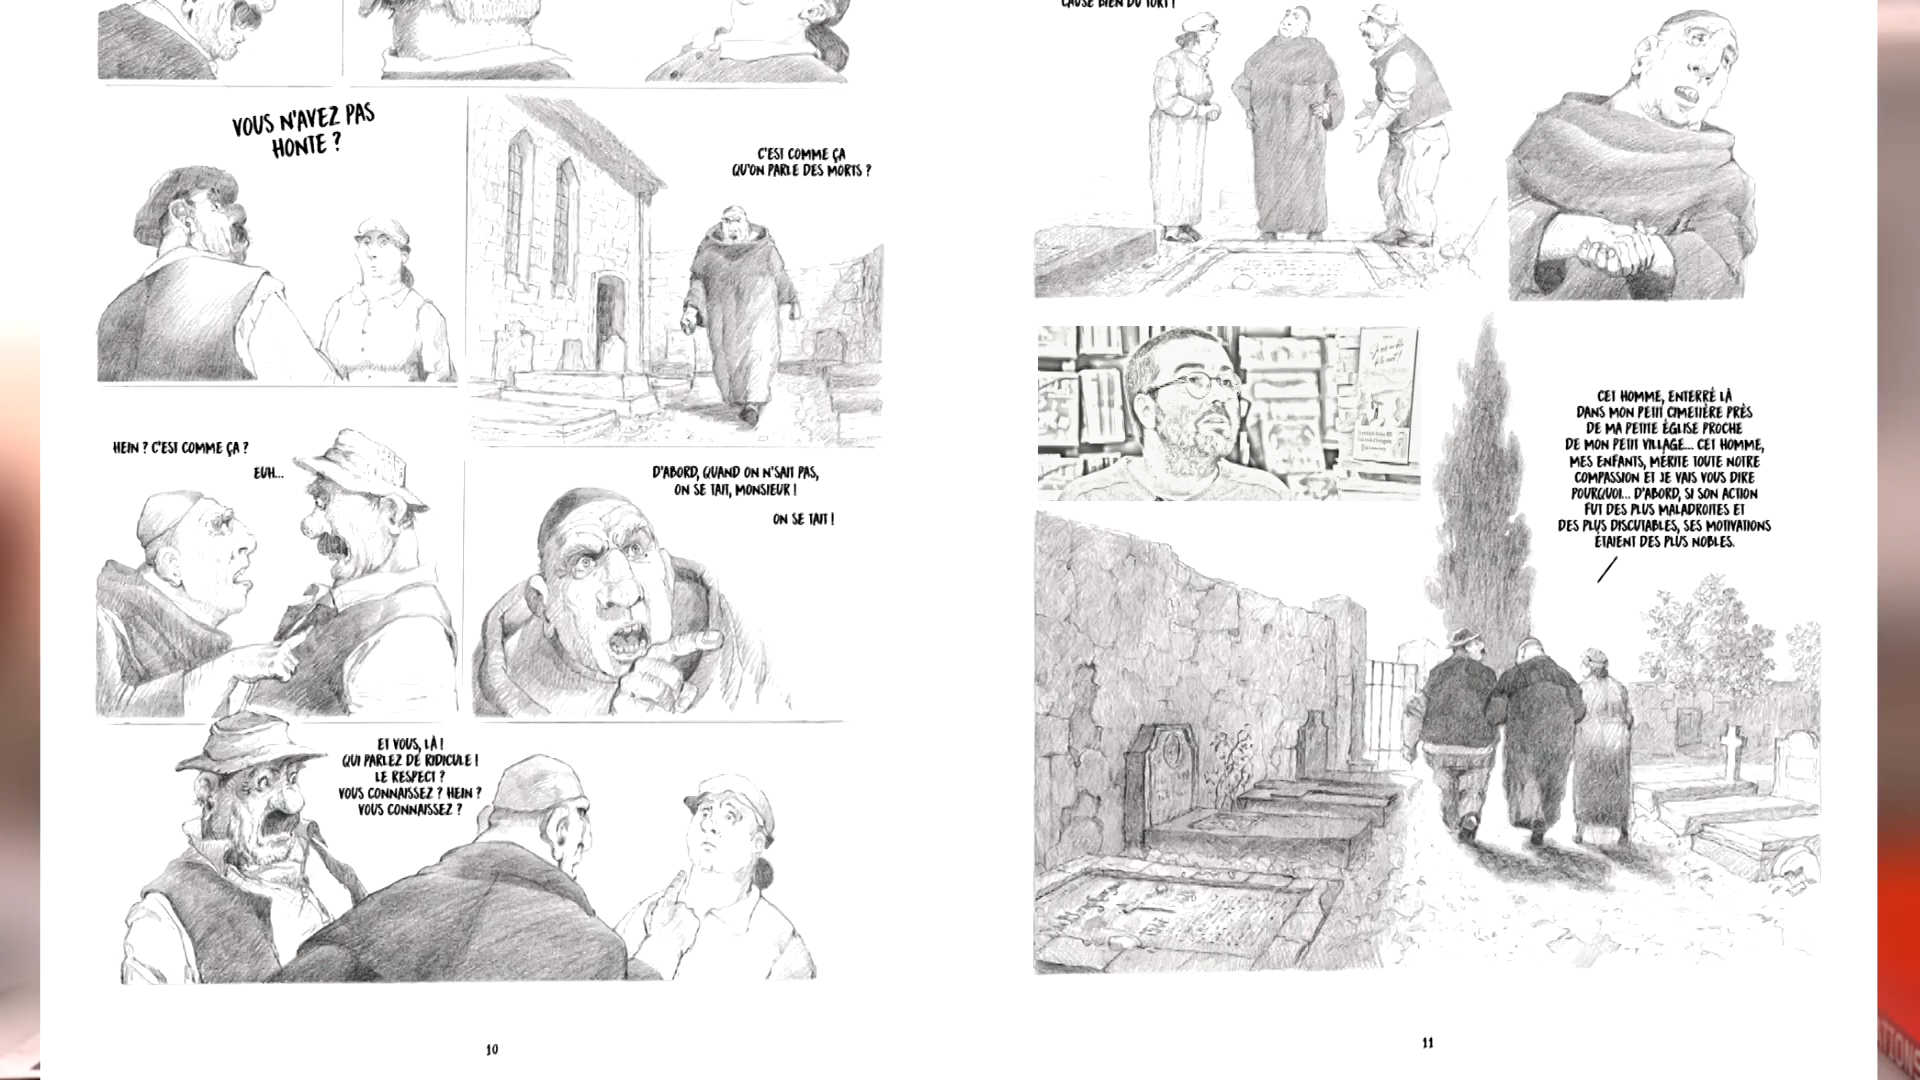 VOUS N'AVEZ PAS
HONTE ?
C'EST COMME ÇA
QU'ON PARLE DES MORTS ?
HEIN ? C'EST COMME ÇA ?
EUH...
D'ABORD, QUAND ON N'SAIT PAS,
ON SE TAIT, MONSIEUR !
ON SE TAIT !
ET VOUS, LÀ !
QUI PARLEZ DE RIDICULE !
LE RESPECT ?
VOUS CONNAISSEZ ? HEIN ?
VOUS CONNAISSEZ ?
10
CAUSE BIEN DU TORT !
CET HOMME, ENTERRÉ LÀ
DANS MON PETIT CIMETIÈRE PRÈS
DE MA PETITE ÉGLISE PROCHE
DE MON PETIT VILLAGE... CET HOMME,
MES ENFANTS, MÉRITE TOUTE NOTRE
COMPASSION ET JE VAIS VOUS DIRE
POURQUOI... D'ABORD, SI SON ACTION
FUT DES PLUS MALADROITES ET
DES PLUS DISCUTABLES, SES MOTIVATIONS
ÉTAIENT DES PLUS NOBLES.
11